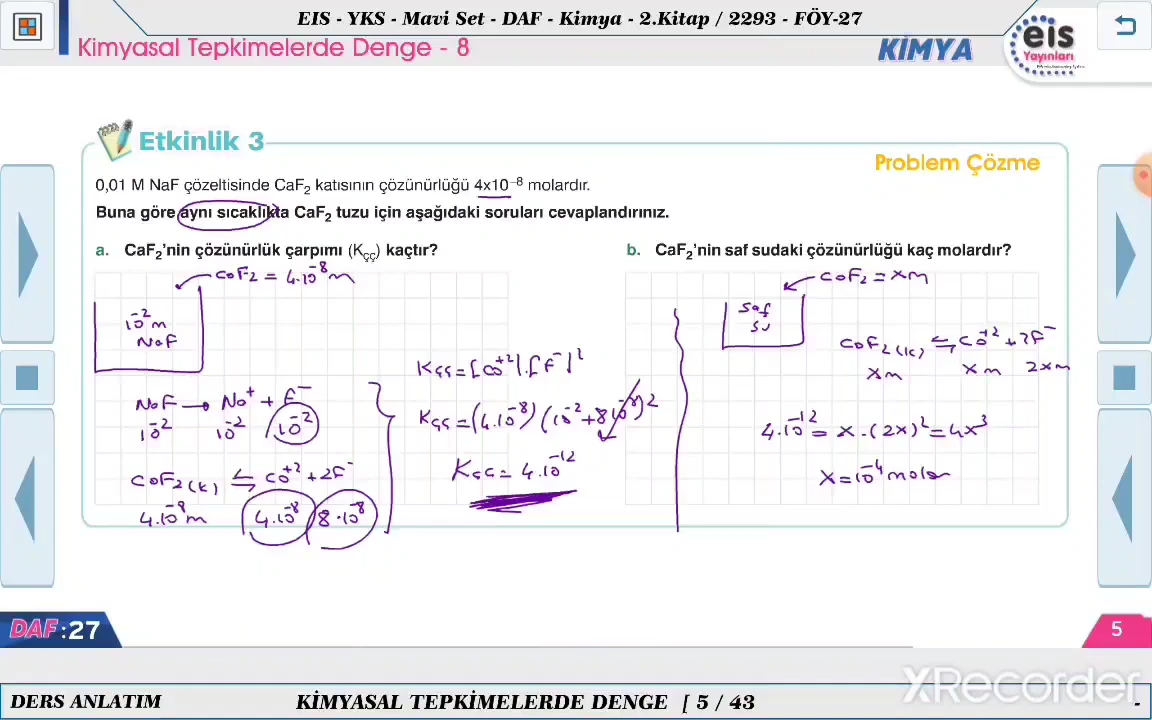 EIS - YKS - Mavi Set - DAF - Kimya - 2.Kitap / 2293 - FÖY-27
Kimyasal Tepkimelerde Denge - 8
KİMYA
eis
Yayınları
Etkinlik 3
Problem Çözme
0,01 M NaF çözeltisinde CaF₂ katısının çözünürlüğü 4x10⁻⁸ molardır.
Buna göre aynı sıcaklıkta CaF₂ tuzu için aşağıdaki soruları cevaplandırınız.
a. CaF₂'nin çözünürlük çarpımı (Kçç) kaçtır?
CaF₂ = 4.10⁻⁸ M
10⁻² M
NaF
NaF → Na⁺ + F⁻
10⁻² 10⁻² 10⁻²
CaF₂(k) ⇌ Ca⁺² + 2F⁻
4.10⁻⁸ M 4.10⁻⁸ 8.10⁻⁸
Kçç = [Ca⁺²].[F⁻]²
Kçç = (4.10⁻⁸) (10⁻² + 8.10⁻⁸)²
Kçç = 4.10⁻¹²
b. CaF₂'nin saf sudaki çözünürlüğü kaç molardır?
CaF₂ = x M
saf
su
CaF₂(k) ⇌ Ca⁺² + 2F⁻
x M x M 2x M
4.10⁻¹² = x.(2x)² = 4x³
x = 10⁻⁴ molar
DAF : 27
5
XRecorder
DERS ANLATIM KİMYASAL TEPKİMELERDE DENGE [ 5 / 43 -